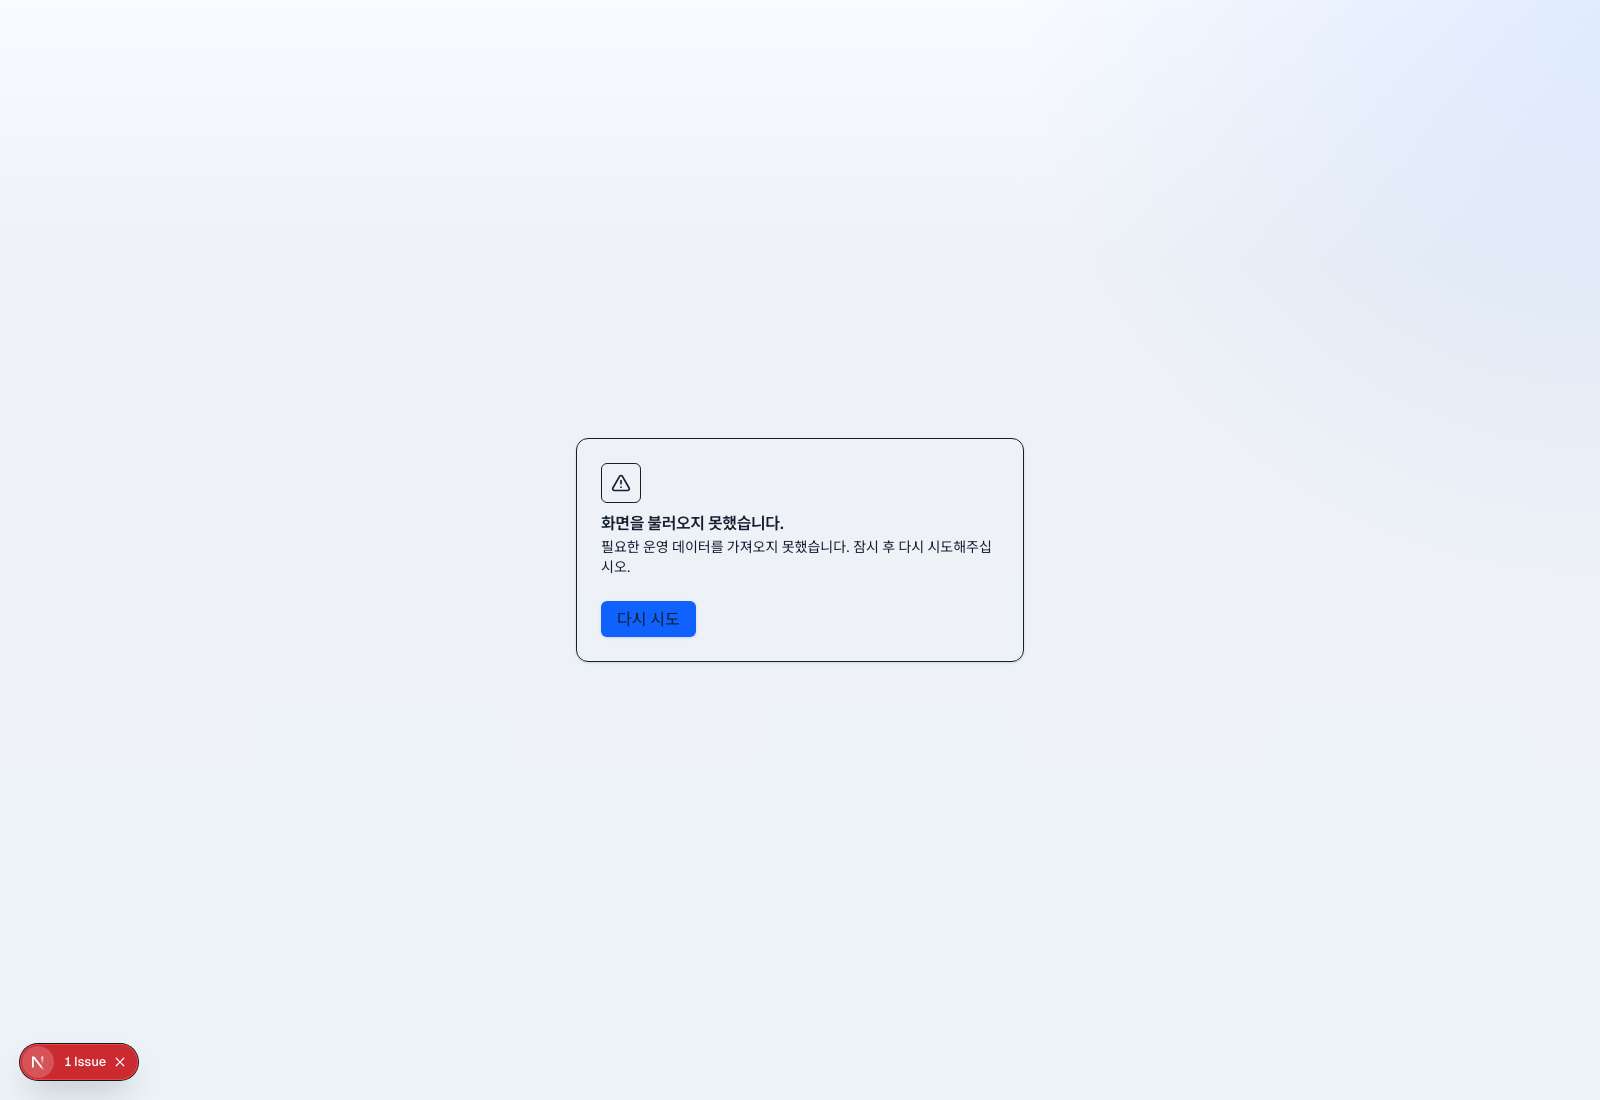 화면을 불러오지 못했습니다.
필요한 운영 데이터를 가져오지 못했습니다. 잠시 후 다시 시도해주십
시오.
다시 시도
N 1 Issue